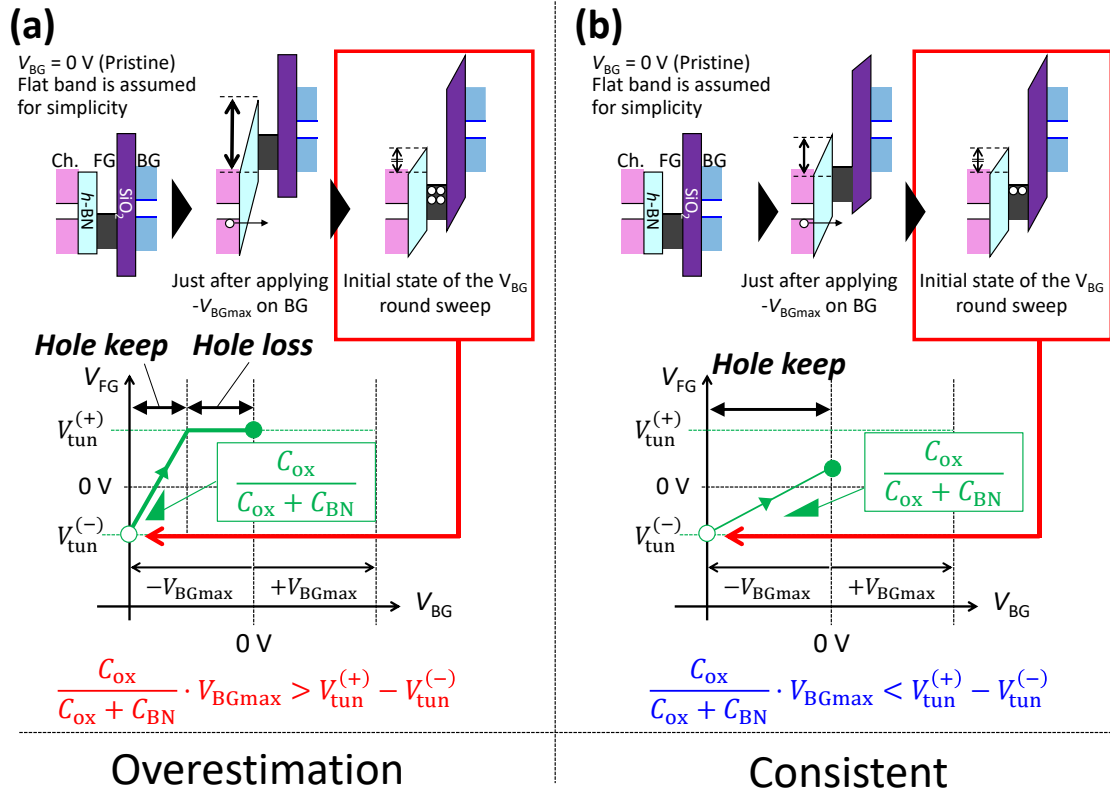 (a)
V_BG = 0 V (Pristine)
Flat band is assumed
for simplicity
Ch. FG BG
h-BN
SiO₂
Just after applying
-V_BGmax on BG
Initial state of the V_BG
round sweep
Hole keep Hole loss
V_FG
V_tun^(+)
0 V
V_tun^(−)
C_ox / (C_ox + C_BN)
−V_BGmax +V_BGmax
V_BG
0 V
C_ox / (C_ox + C_BN) · V_BGmax > V_tun^(+) − V_tun^(−)
Overestimation
(b)
V_BG = 0 V (Pristine)
Flat band is assumed
for simplicity
Ch. FG BG
h-BN
SiO₂
Just after applying
-V_BGmax on BG
Initial state of the V_BG
round sweep
Hole keep
V_FG
V_tun^(+)
0 V
V_tun^(−)
C_ox / (C_ox + C_BN)
−V_BGmax +V_BGmax
V_BG
0 V
C_ox / (C_ox + C_BN) · V_BGmax < V_tun^(+) − V_tun^(−)
Consistent